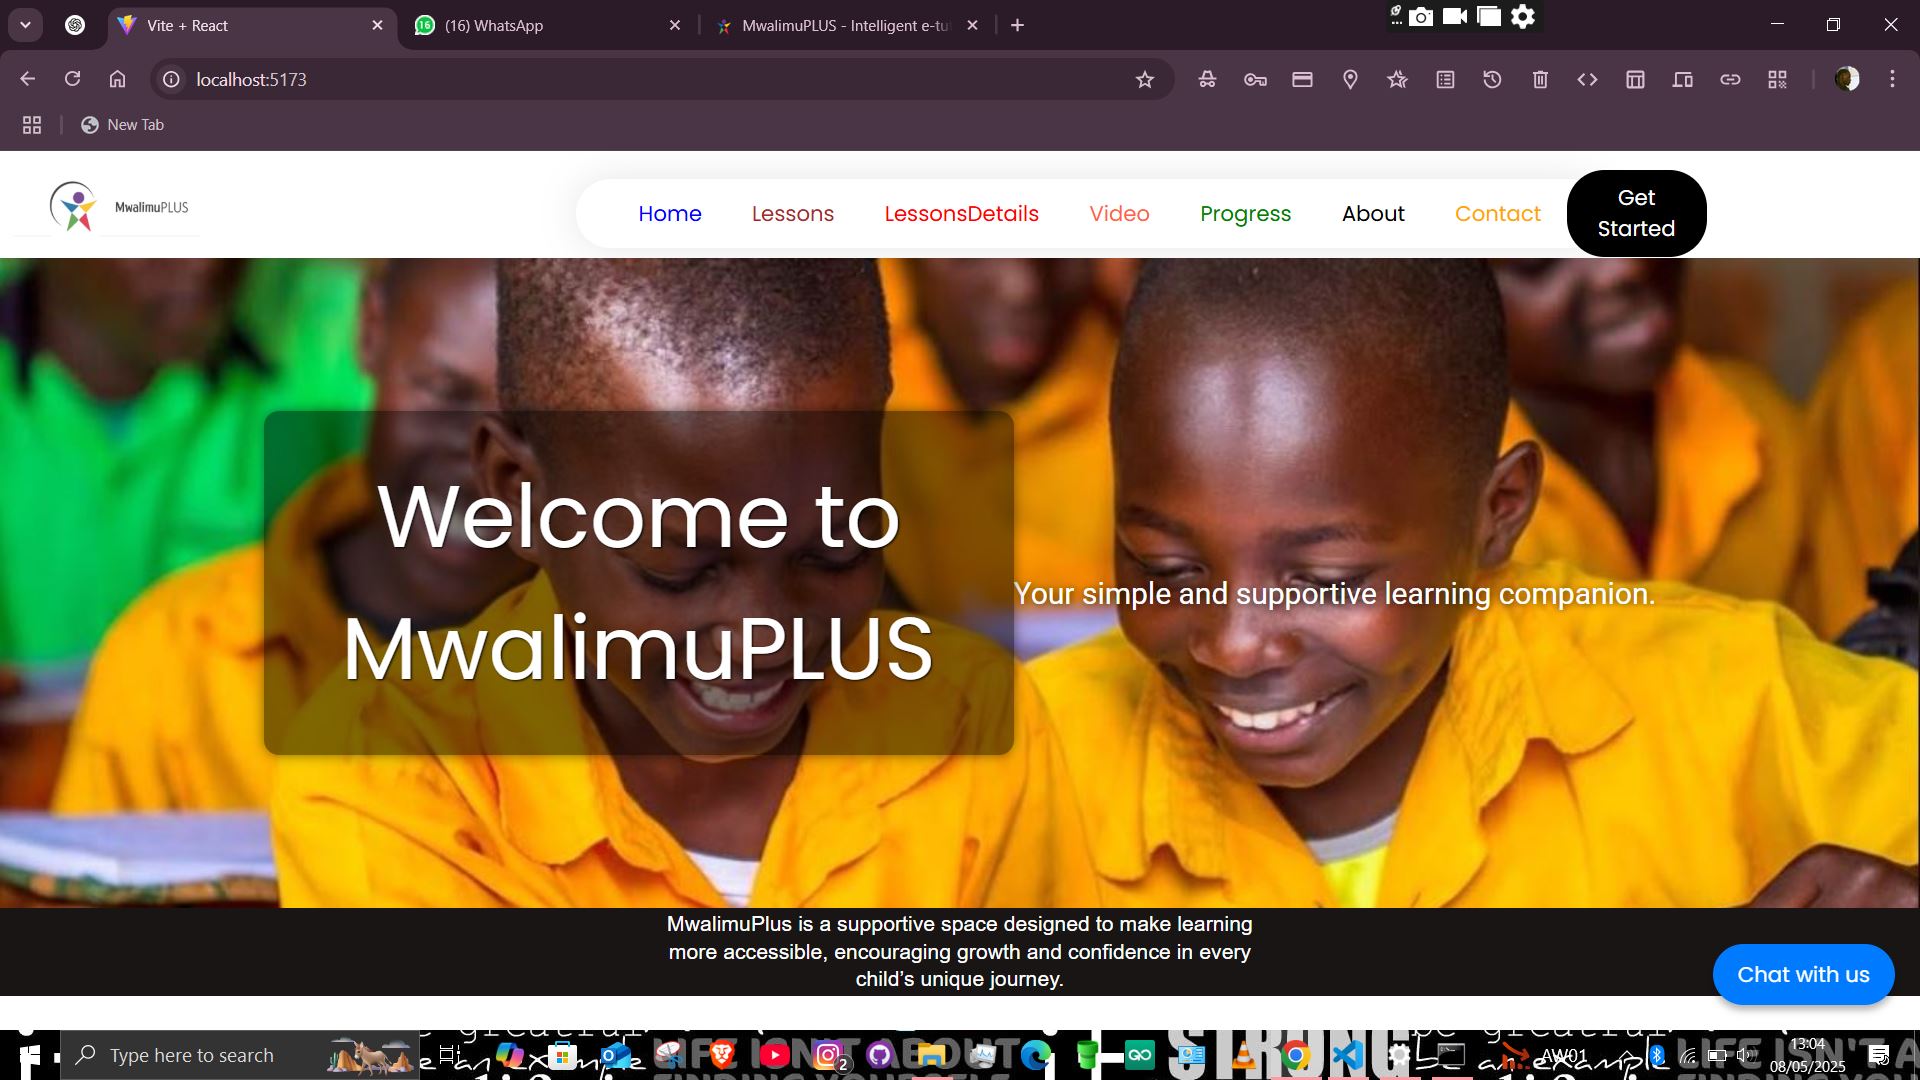 Vite + React
(16) WhatsApp
MwalimuPLUS - Intelligent e-tu
localhost:5173
New Tab
MwalimuPLUS
Home
Lessons
LessonsDetails
Video
Progress
About
Contact
Get
Started
Welcome to
MwalimuPLUS
Your simple and supportive learning companion.
MwalimuPlus is a supportive space designed to make learning
more accessible, encouraging growth and confidence in every
child’s unique journey.
Chat with us
Type here to search
2
AW01
13:04
08/05/2025